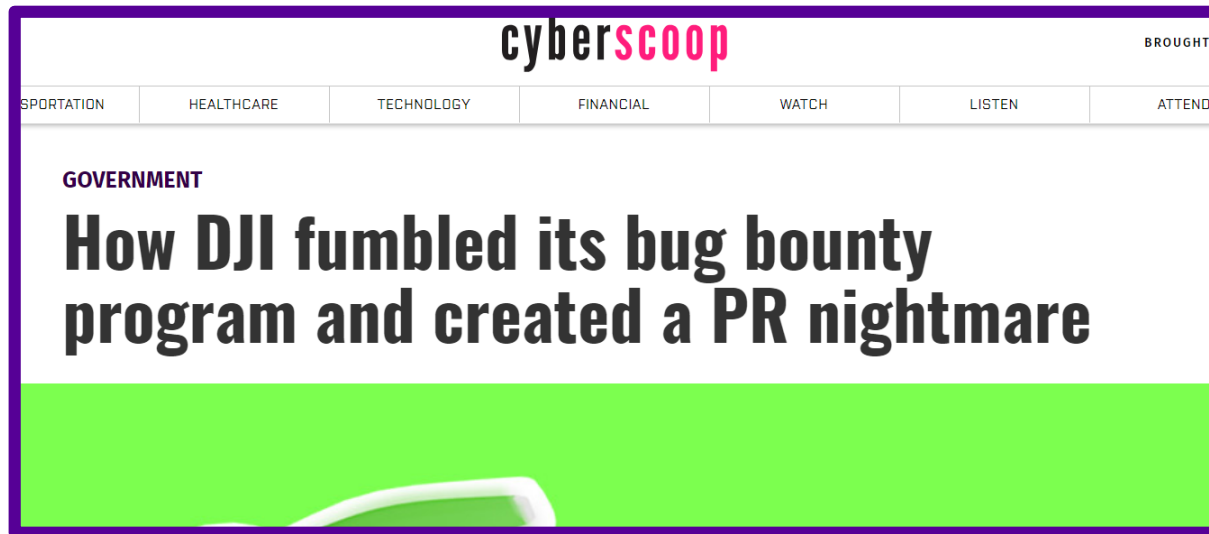 cyberscoop
BROUGHT
SPORTATION
HEALTHCARE
TECHNOLOGY
FINANCIAL
WATCH
LISTEN
ATTEND
GOVERNMENT
How DJI fumbled its bug bounty
program and created a PR nightmare